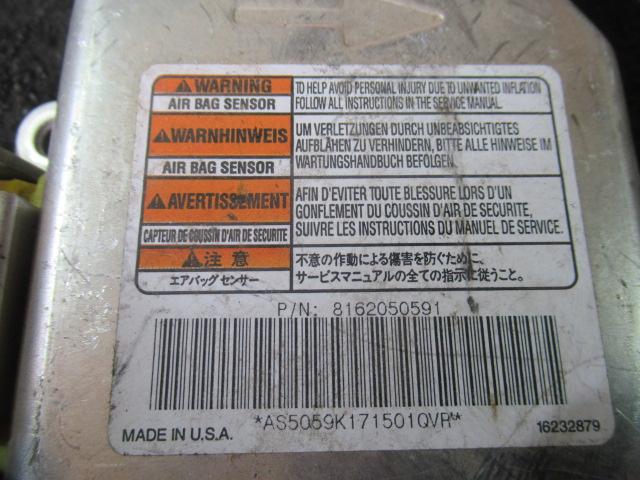 WARNING
AIR BAG SENSOR
TO HELP AVOID PERSONAL INJURY DUE TO UNWANTED INFLATION
FOLLOW ALL, INSTRUCTIONS IN THE SERVICE MANUAL.
WARNHINWEIS
AIR BAG SENSOR
UM VERLETZUNGEN DURCH UNBEABSICHTIGTES
AUFBLÄHEN ZU VERHINDERN, BITTE ALLE HINWEISE IM
WARTUNGSHANDBUCH BEFOLGEN.
AVERTISSEMENT
CAPTEUR DE COUSSIN D'AIR DE SECURITE
AFIN D'EVITER TOUTE BLESSURE LORS D'UN
GONFLEMENT DU COUSSIN D'AIR DE SECURITE,
SUIVRE LES INSTRUCTIONS DU MANUEL DE SERVICE.
注意
エアバッグ センサー
不意の作動による傷害を防ぐために、
サービスマニュアルの全ての指示に従うこと。
P/N: 8162050591
*AS5059K171501QVR*
MADE IN U.S.A.
16232879